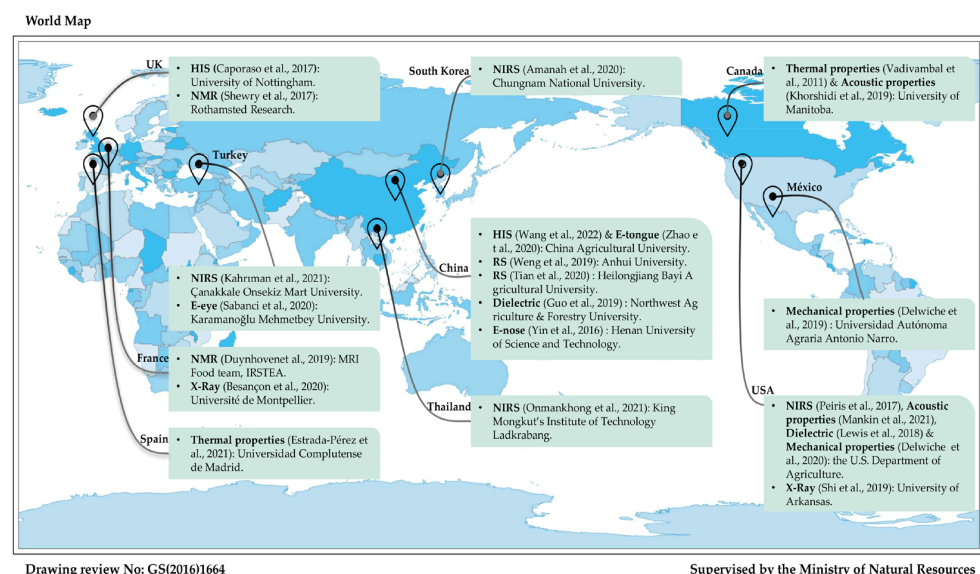 World Map
UK
• HIS (Caporaso et al., 2017):
University of Nottingham.
• NMR (Shewry et al., 2017):
Rothamsted Research.
South Korea
• NIRS (Amanah et al., 2020):
Chungnam National University.
Canada
• Thermal properties (Vadivambal et
al., 2011) & Acoustic properties
(Khorshidi et al., 2019): University of
Manitoba.
Turkey
• NIRS (Kahrıman et al., 2021):
Çanakkale Onsekiz Mart University.
• E-eye (Sabanci et al., 2020):
Karamanoğlu Mehmetbey University.
China
• HIS (Wang et al., 2022) & E-tongue (Zhao e
t al., 2020): China Agricultural University.
• RS (Weng et al., 2019): Anhui University.
• RS (Tian et al., 2020) : Heilongjiang Bayi A
gricultural University.
• Dielectric (Guo et al., 2019) : Northwest Ag
riculture & Forestry University.
• E-nose (Yin et al., 2016) : Henan University
of Science and Technology.
México
• Mechanical properties (Delwiche et
al., 2019) : Universidad Autónoma
Agraria Antonio Narro.
France
• NMR (Duynhovenet al., 2019): MRI
Food team, IRSTEA.
• X-Ray (Besançon et al., 2020):
Université de Montpellier.
Thailand
• NIRS (Onmankhong et al., 2021): King
Mongkut's Institute of Technology
Ladkrabang.
USA
• NIRS (Peiris et al., 2017), Acoustic
properties (Mankin et al., 2021),
Dielectric (Lewis et al., 2018) &
Mechanical properties (Delwiche et
al., 2020): the U.S. Department of
Agriculture.
• X-Ray (Shi et al., 2019): University of
Arkansas.
Spain
• Thermal properties (Estrada-Pérez et
al., 2021): Universidad Complutense
de Madrid.
Drawing review No: GS(2016)1664
Supervised by the Ministry of Natural Resources